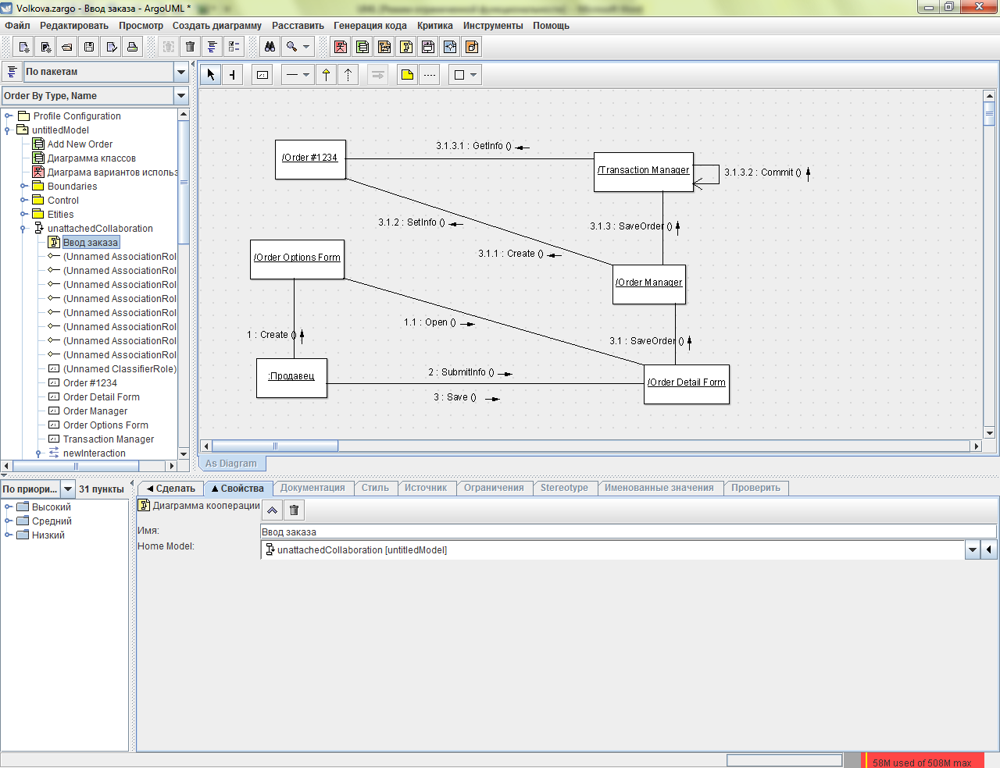 Volkova.zargo - Ввод заказа - ArgoUML *
Файл Редактировать Просмотр Создать диаграмму Расставить Генерация кода Критика Инструменты Помощь
По пакетам
Order By Type, Name
Profile Configuration
untitledModel
Add New Order
Диаграмма классов
Диаграма вариантов использ
Boundaries
Control
Etities
unattachedCollaboration
Ввод заказа
(Unnamed AssociationRol
(Unnamed AssociationRol
(Unnamed AssociationRol
(Unnamed AssociationRol
(Unnamed AssociationRol
(Unnamed AssociationRol
(Unnamed AssociationRol
(Unnamed AssociationRol
(Unnamed ClassifierRole)
Order #1234
Order Detail Form
Order Manager
Order Options Form
Transaction Manager
newInteraction
3.1.3.1 : GetInfo ()
/Order #1234
/Transaction Manager
3.1.3.2 : Commit ()
3.1.2 : SetInfo ()
3.1.3 : SaveOrder ()
/Order Options Form
3.1.1 : Create ()
/Order Manager
1.1 : Open ()
1 : Create ()
3.1 : SaveOrder ()
:Продавец
2 : SubmitInfo ()
/Order Detail Form
3 : Save ()
As Diagram
По приори... 31 пункты
Высокий
Средний
Низкий
Сделать Свойства Документация Стиль Источник Ограничения Stereotype Именованные значения Проверить
Диаграмма кооперации
Имя: Ввод заказа
Home Model: unattachedCollaboration [untitledModel]
58M used of 508M max